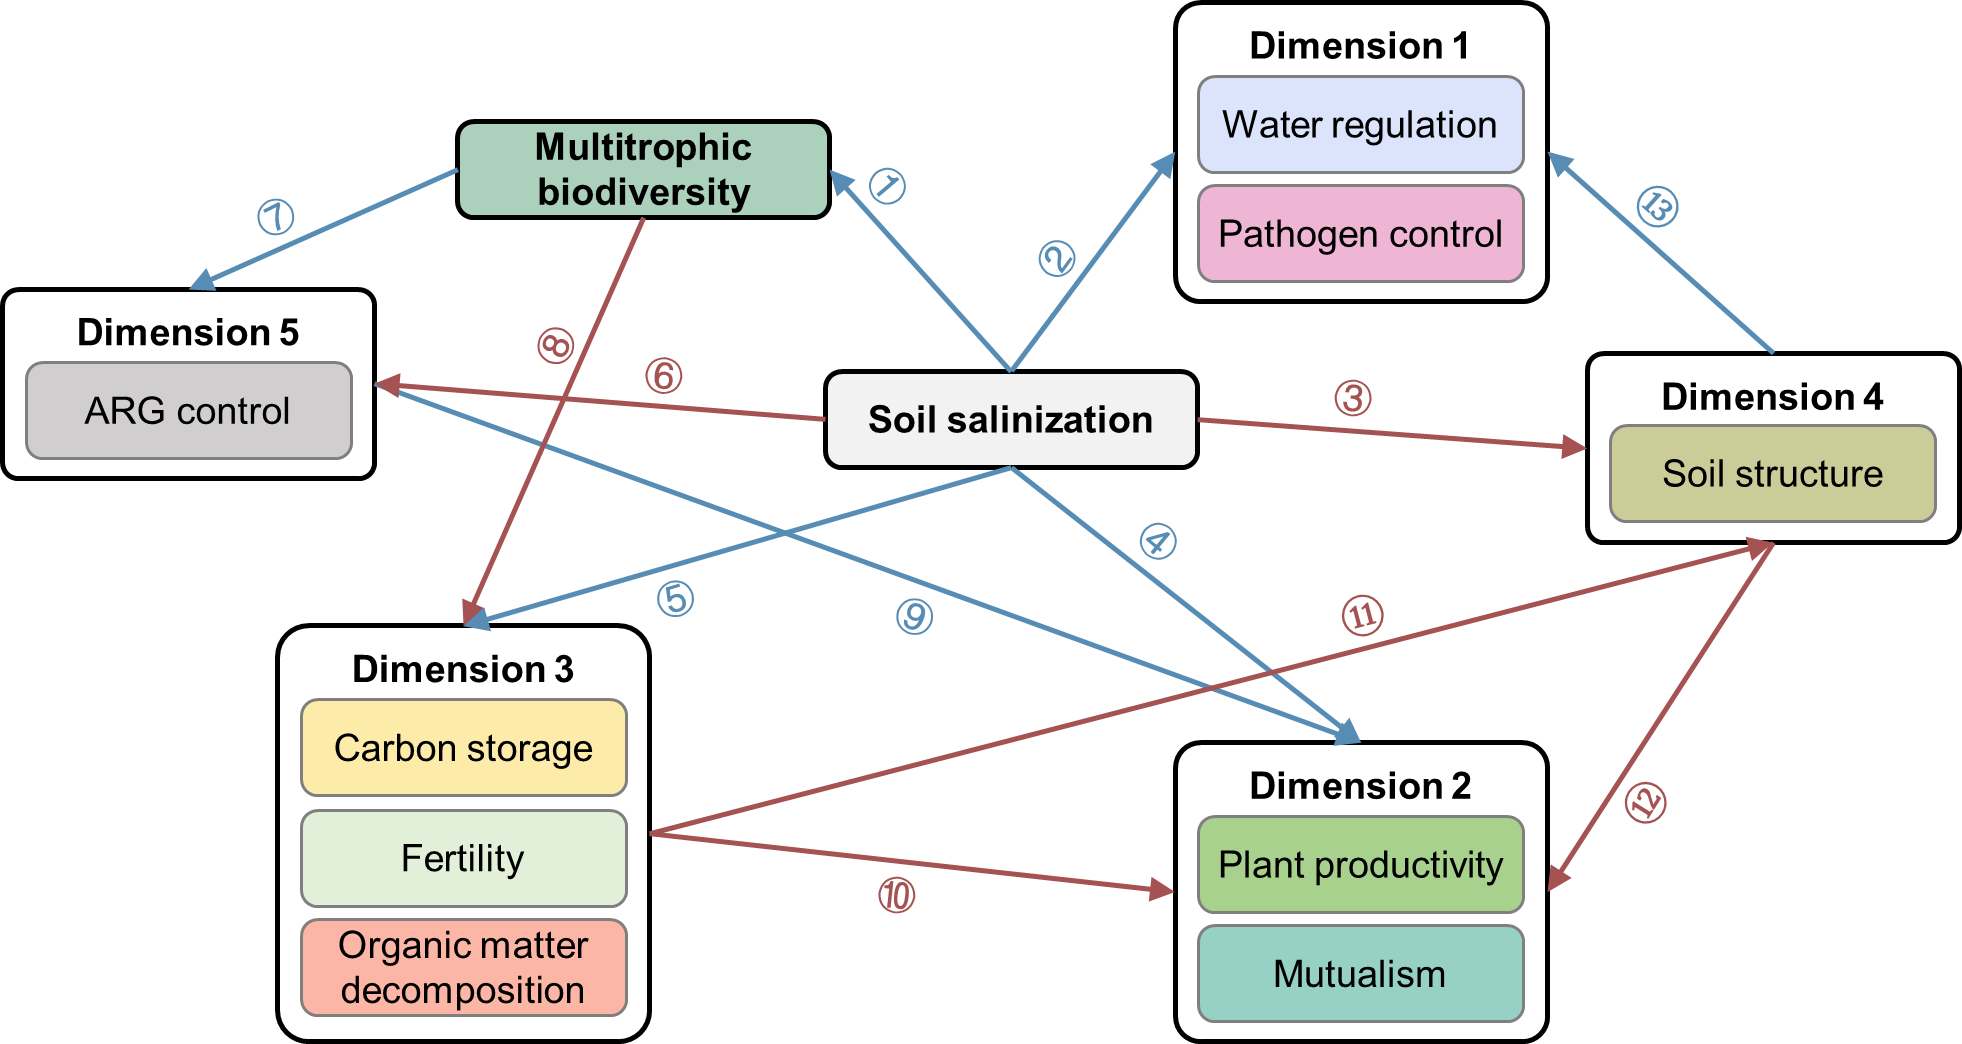 Dimension 1
Water regulation
Pathogen control
Multitrophic
biodiversity
①
②
⑦
⑬
Dimension 5
ARG control
⑧
⑥
Soil salinization
③
Dimension 4
Soil structure
④
⑤
⑨
⑪
Dimension 3
Carbon storage
Fertility
Organic matter
decomposition
⑩
Dimension 2
Plant productivity
Mutualism
⑫